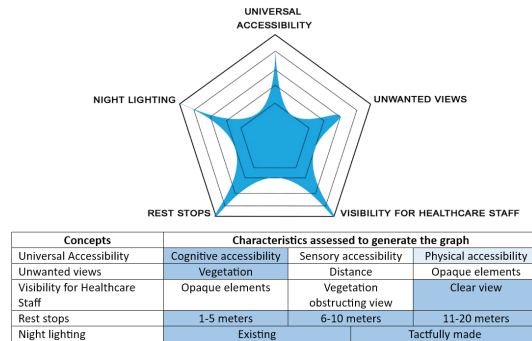 UNIVERSAL
ACCESSIBILITY
NIGHT LIGHTING
UNWANTED VIEWS
REST STOPS
VISIBILITY FOR HEALTHCARE STAFF
Concepts Characteristics assessed to generate the graph
Universal Accessibility Cognitive accessibility Sensory accessibility Physical accessibility
Unwanted views Vegetation Distance Opaque elements
Visibility for Healthcare
Staff Opaque elements Vegetation
obstructing view Clear view
Rest stops 1-5 meters 6-10 meters 11-20 meters
Night lighting Existing Tactfully made